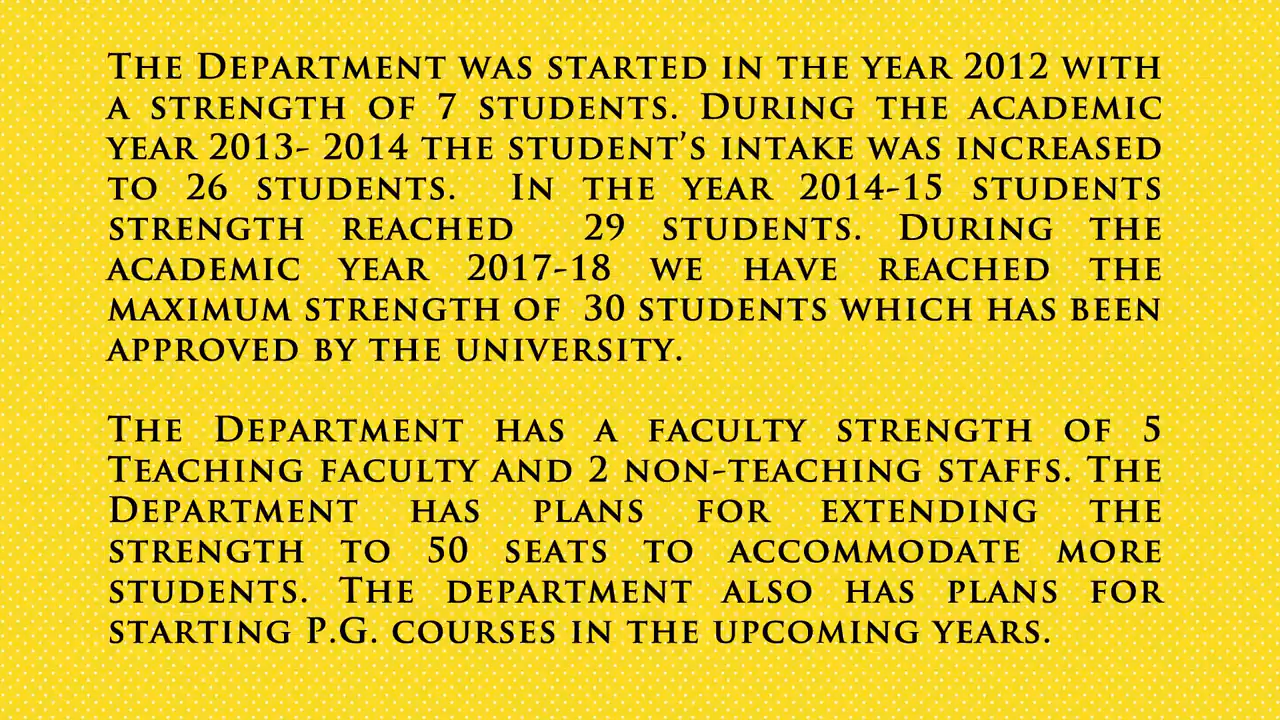 The Department was started in the year 2012 with
a strength of 7 students. During the academic
year 2013- 2014 the student's intake was increased
to 26 students.  In the year 2014-15 students
strength reached  29 students. During the
academic year 2017-18 we have reached the
maximum strength of  30 students which has been
approved by the university.

The Department has a faculty strength of 5
Teaching faculty and 2 non-teaching staffs. The
Department has plans for extending the
strength to 50 seats to accommodate more
students. The department also has plans for
starting P.G. courses in the upcoming years.